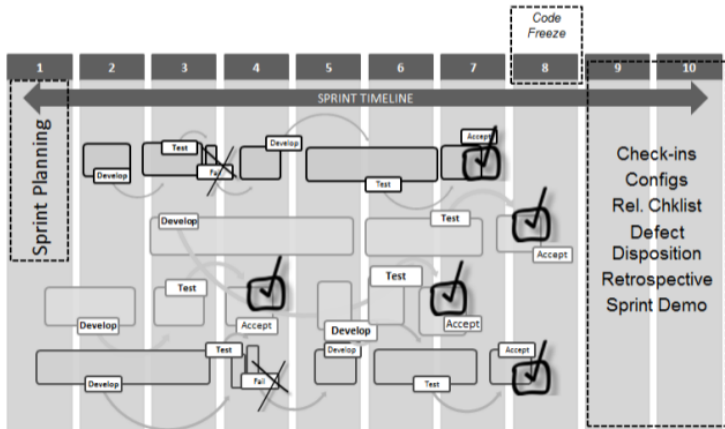 Code
Freeze
1 2 3 4 5 6 7 8 9 10
SPRINT TIMELINE
Sprint Planning
Accept
Develop
Test
Develop
Fail
Test
Check-ins
Configs
Rel. Chklist
Defect
Disposition
Retrospective
Sprint Demo
Develop
Test
Accept
Test
Test
Develop
Accept
Develop
Accept
Test
Develop
Accept
Develop
Fail
Test